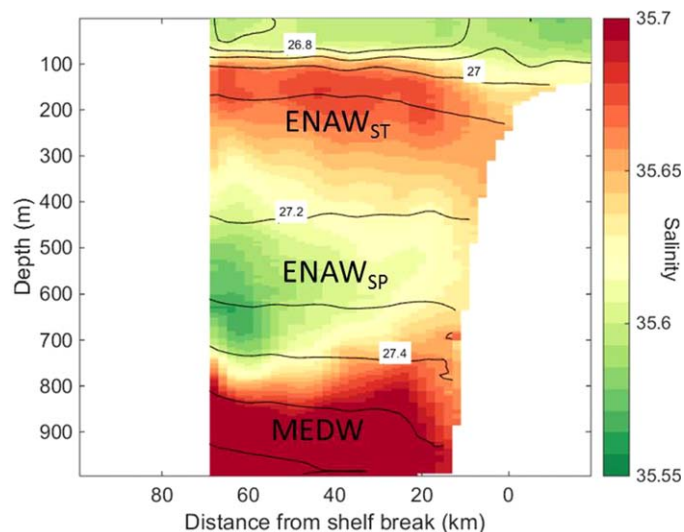 35.7
26.8
100
27
200
ENAWST
300
35.65
400
27.2
Depth (m)
Salinity
500
ENAWSP
600
35.6
700
27.4
800
MEDW
900
35.55
80 60 40 20 0
Distance from shelf break (km)